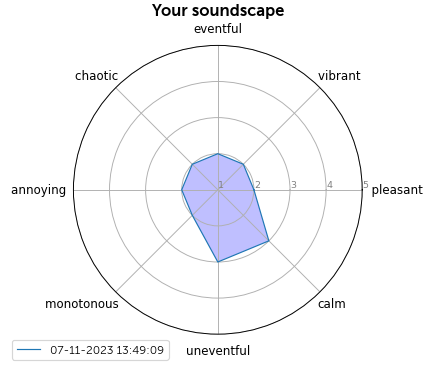 Your soundscape
eventful
chaotic
vibrant
annoying
1 2 3 4 5
pleasant
monotonous
calm
uneventful
07-11-2023 13:49:09